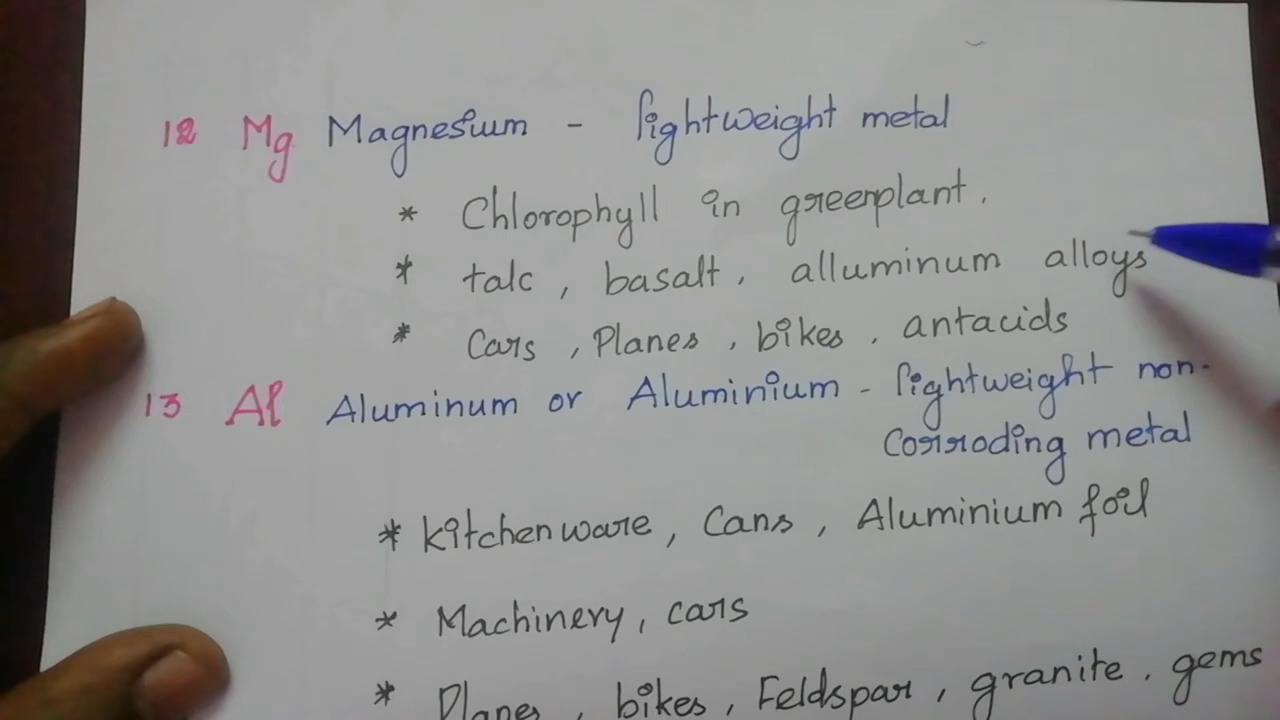 12 Mg Magnesium - lightweight metal
* Chlorophyll in greenplant.
* talc, basalt, alluminum alloys
* Cars, Planes, bikes, antacids
13 Al Aluminum or Aluminium - lightweight non-
Corroding metal
* Kitchenware, Cans, Aluminium foil
* Machinery, cars
* Planes, bikes, Feldspar, granite, gems